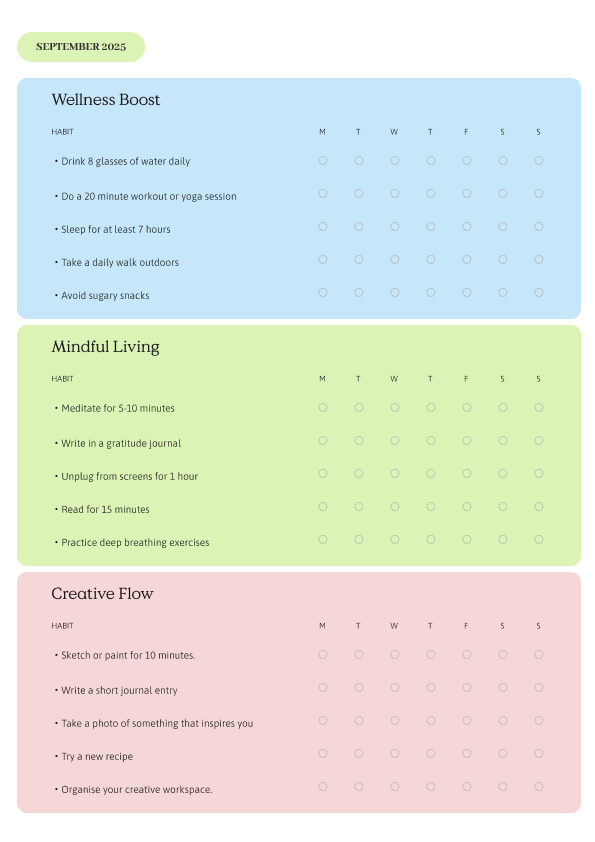 SEPTEMBER 2025
Wellness Boost
HABIT M T W T F S S
• Drink 8 glasses of water daily
• Do a 20 minute workout or yoga session
• Sleep for at least 7 hours
• Take a daily walk outdoors
• Avoid sugary snacks
Mindful Living
HABIT M T W T F S S
• Meditate for 5-10 minutes
• Write in a gratitude journal
• Unplug from screens for 1 hour
• Read for 15 minutes
• Practice deep breathing exercises
Creative Flow
HABIT M T W T F S S
• Sketch or paint for 10 minutes.
• Write a short journal entry
• Take a photo of something that inspires you
• Try a new recipe
• Organise your creative workspace.